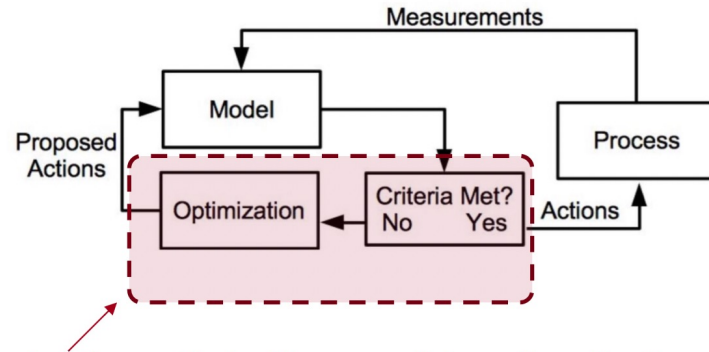 Measurements
Model
Proposed
Actions
Process
Optimization
Criteria Met?
No Yes
Actions